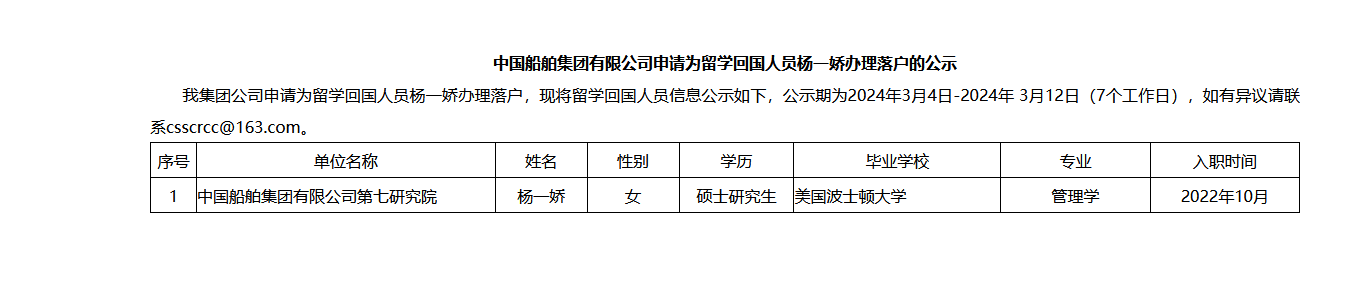 中国船舶集团有限公司申请为留学回国人员杨一娇办理落户的公示
我集团公司申请为留学回国人员杨一娇办理落户，现将留学回国人员信息公示如下，公示期为2024年3月4日-2024年 3月12日（7个工作日），如有异议请联
系csscrcc@163.com。
序号 单位名称 姓名 性别 学历 毕业学校 专业 入职时间
1 中国船舶集团有限公司第七研究院 杨一娇 女 硕士研究生 美国波士顿大学 管理学 2022年10月